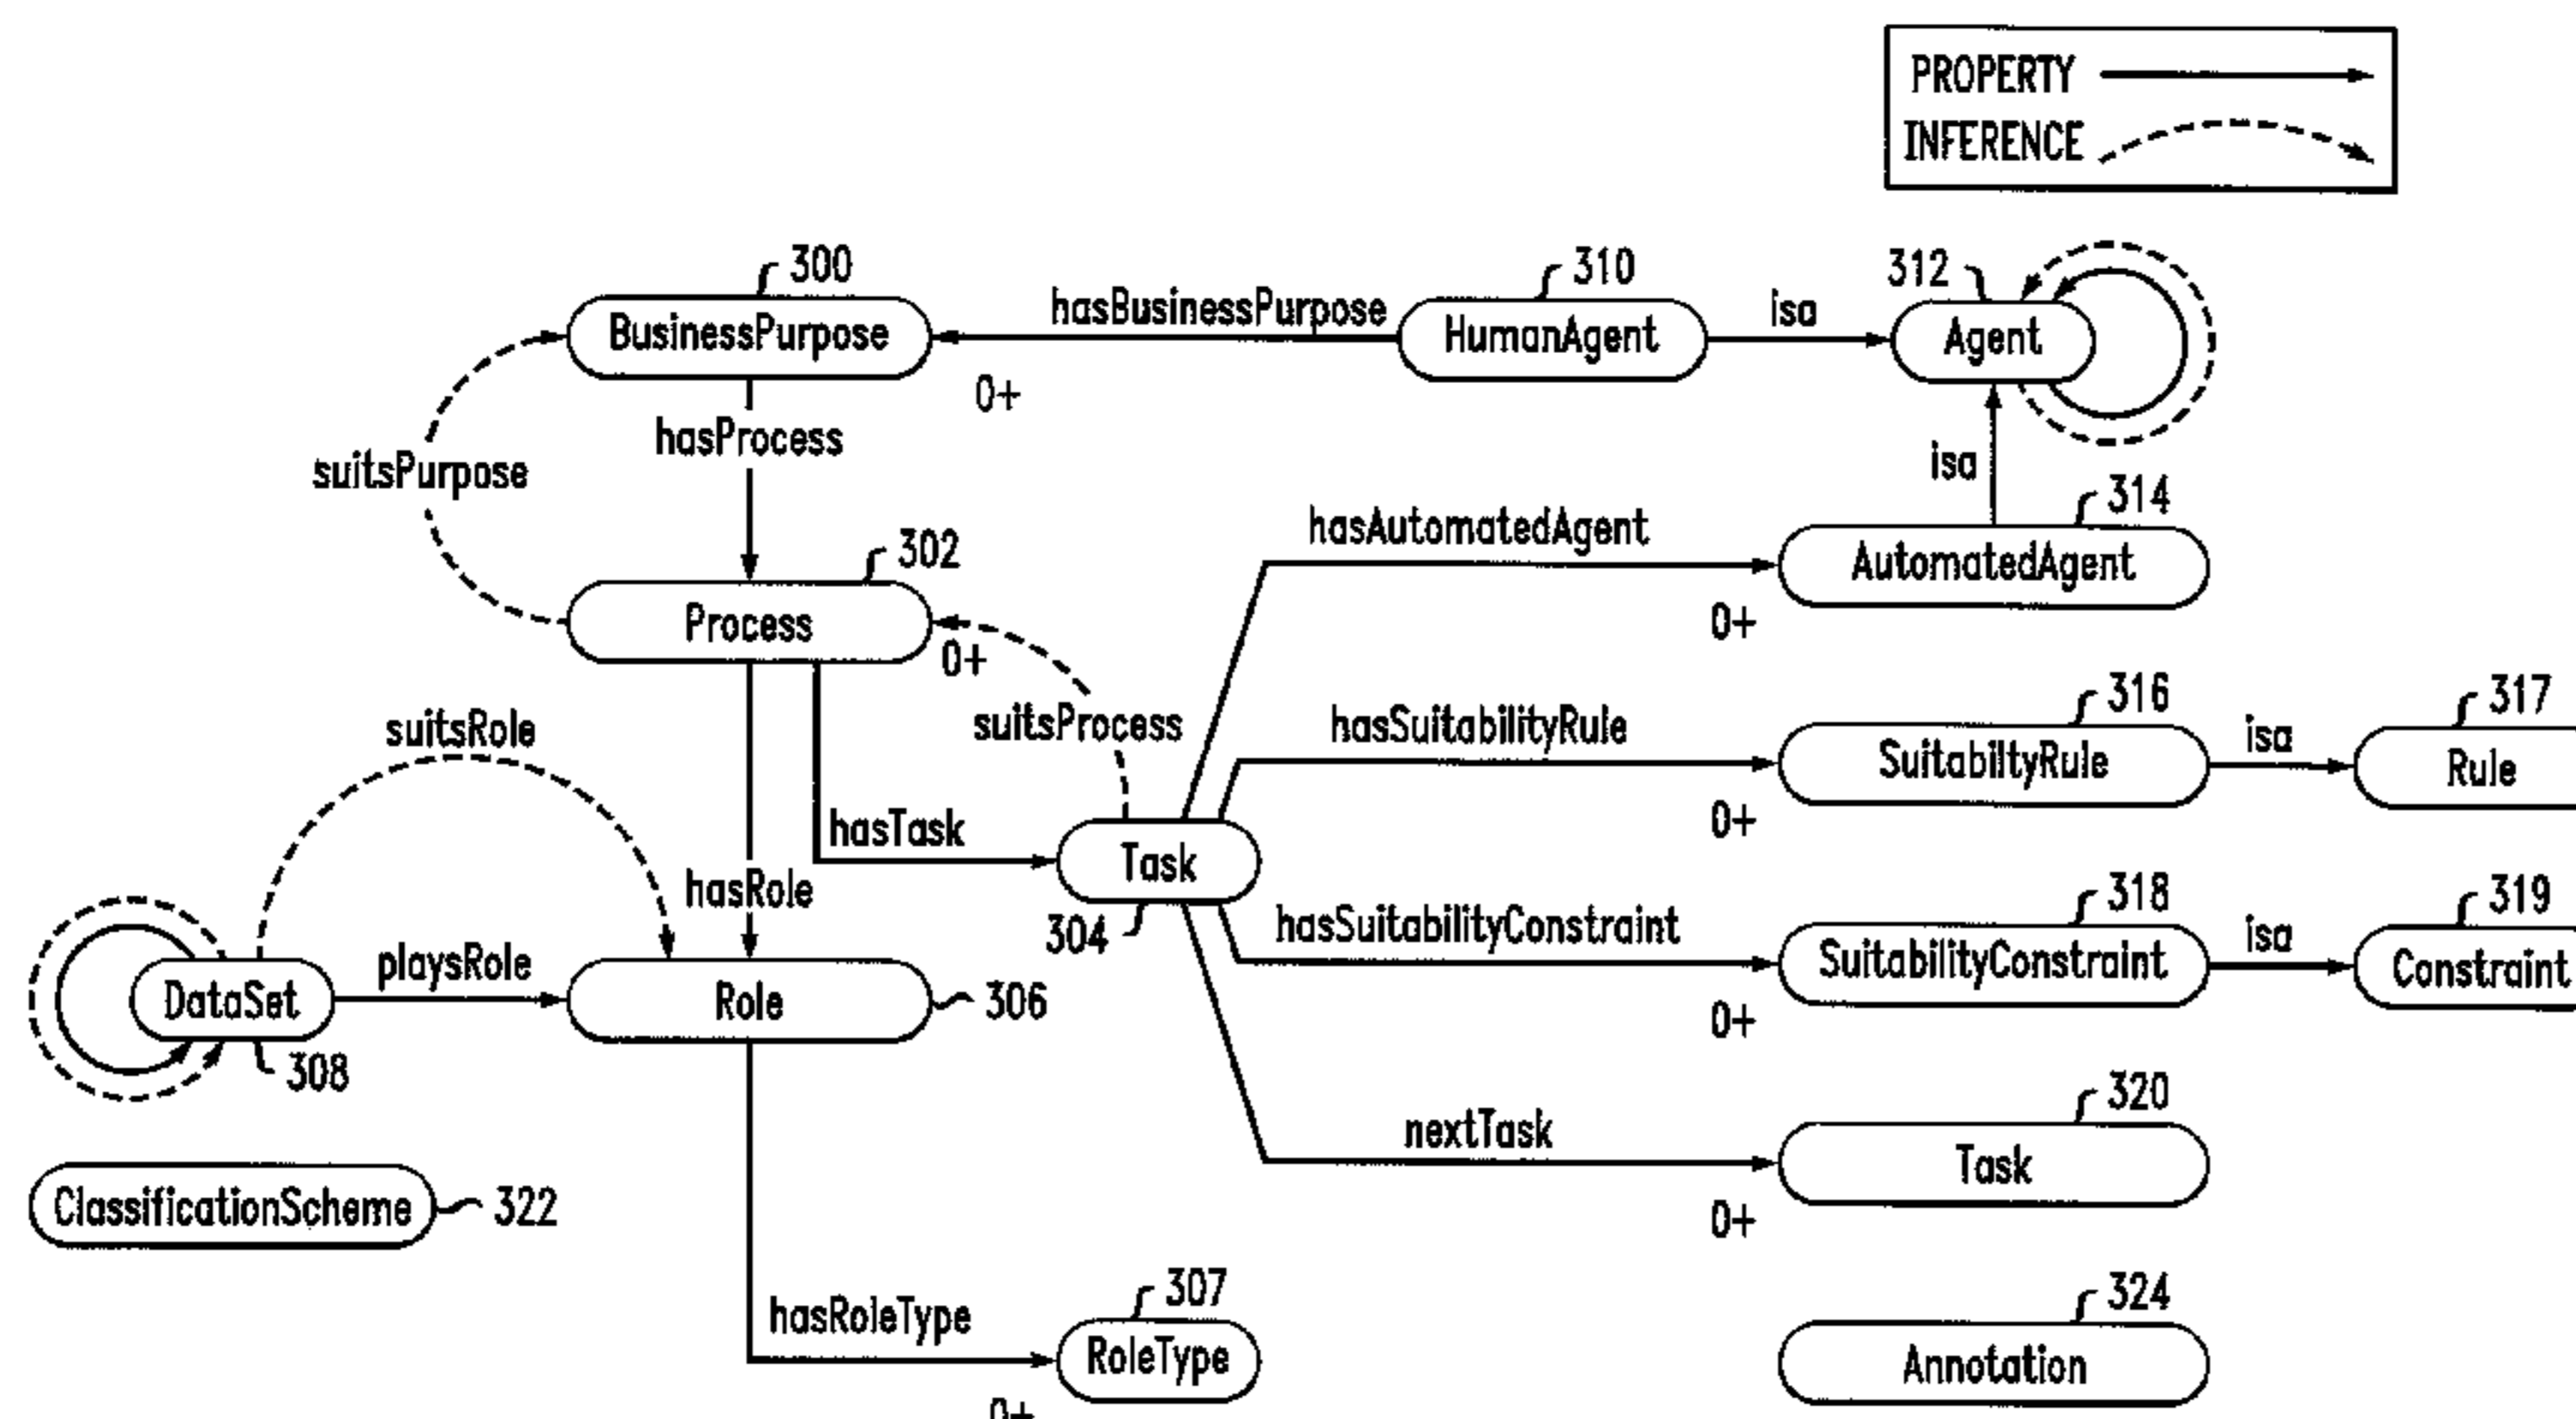 PROPERTY
INFERENCE
300
310
312
BusinessPurpose
hasBusinessPurpose
HumanAgent
isa
Agent
0+
hasProcess
suitsPurpose
isa
314
302
hasAutomatedAgent
AutomatedAgent
Process
0+
0+
316
317
suitsRole
suitsProcess
hasSuitabilityRule
SuitabiltyRule
isa
Rule
0+
hasTask
Task
304
hasRole
318
319
hasSuitabilityConstraint
SuitabilityConstraint
isa
Constraint
0+
playsRole
DataSet
308
Role
306
320
nextTask
Task
0+
ClassificationScheme
322
307
hasRoleType
RoleType
0+
324
Annotation